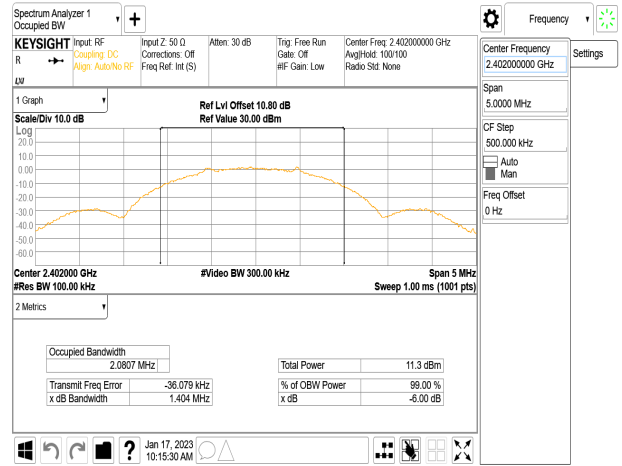 Spectrum Analyzer 1
Occupied BW
Frequency
KEYSIGHT
R
Input: RF
Coupling: DC
Align: Auto/No RF
Input Z: 50 Ω
Corrections: Off
Freq Ref: Int (S)
Atten: 30 dB
Trig: Free Run
Gate: Off
#IF Gain: Low
Center Freq: 2.402000000 GHz
Avg|Hold: 100/100
Radio Std: None
Center Frequency
2.402000000 GHz
Settings
Span
5.0000 MHz
CF Step
500.000 kHz
Auto
Man
Freq Offset
0 Hz
1 Graph
Scale/Div 10.0 dB
Ref Lvl Offset 10.80 dB
Ref Value 30.00 dBm
Log
20.0
10.0
0.00
-10.0
-20.0
-30.0
-40.0
-50.0
-60.0
Center 2.402000 GHz
#Video BW 300.00 kHz
Span 5 MHz
#Res BW 100.00 kHz
Sweep 1.00 ms (1001 pts)
2 Metrics
Occupied Bandwidth
2.0807 MHz
Total Power 11.3 dBm
Transmit Freq Error -36.079 kHz
% of OBW Power 99.00 %
x dB Bandwidth 1.404 MHz
x dB -6.00 dB
Jan 17, 2023
10:15:30 AM